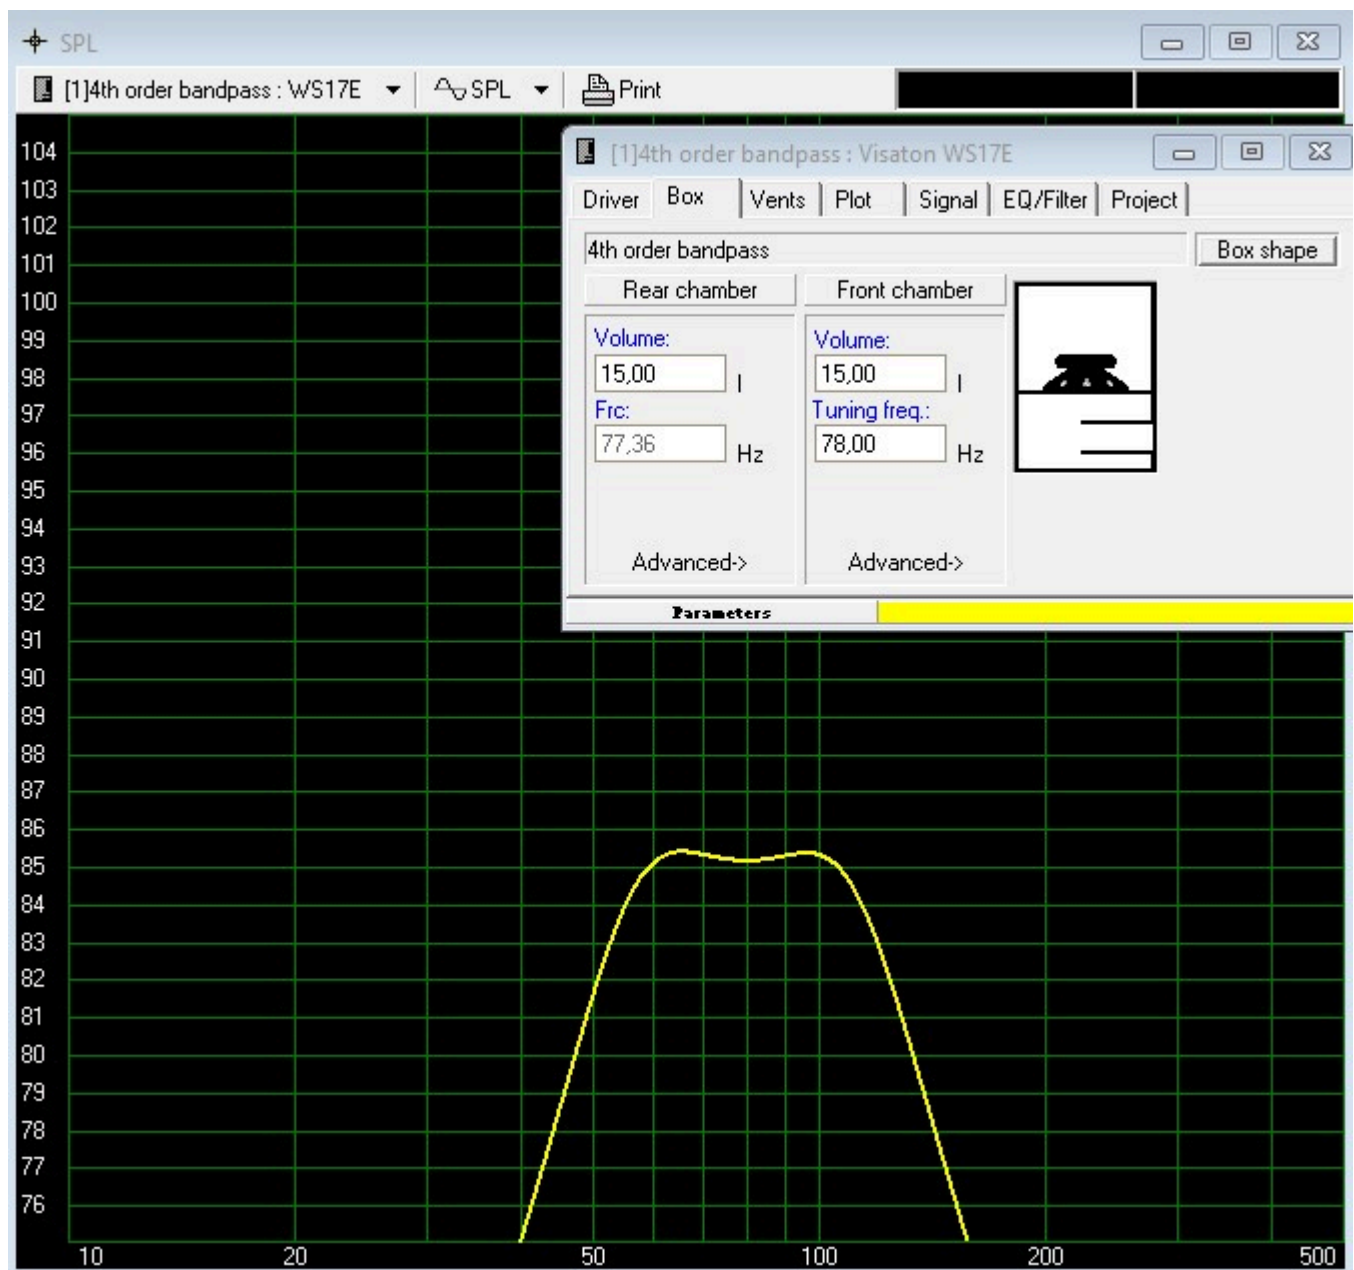 SPL
[1]4th order bandpass : WS17E SPL Print
104
103
102
101
100
99
98
97
96
95
94
93
92
91
90
89
88
87
86
85
84
83
82
81
80
79
78
77
76
10 20 50 100 200 500
[1]4th order bandpass : Visaton WS17E
Driver Box Vents Plot Signal EQ/Filter Project
4th order bandpass Box shape
Rear chamber Front chamber
Volume: Volume:
15,00 l 15,00 l
Frc: Tuning freq.:
77,36 Hz 78,00 Hz
Advanced-> Advanced->
Parameters